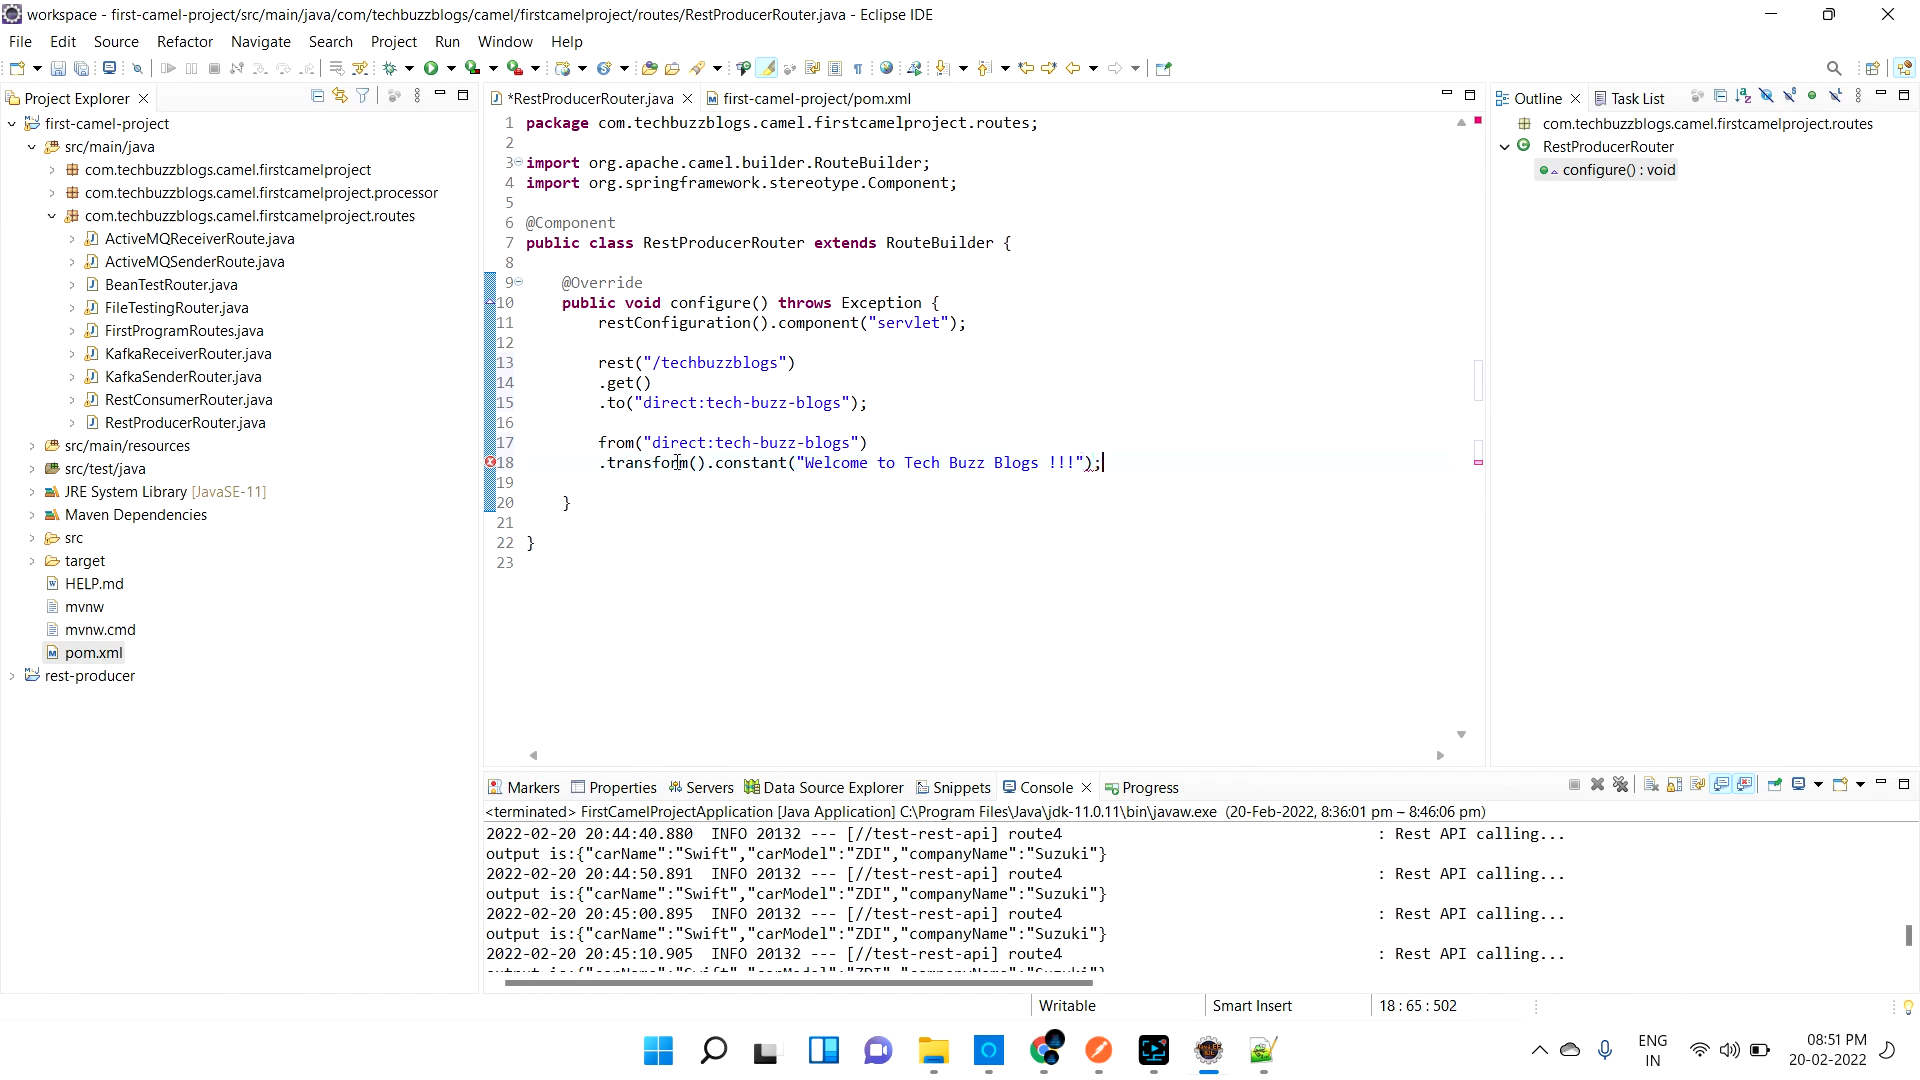 workspace - first-camel-project/src/main/java/com/techbuzzblogs/camel/firstcamelproject/routes/RestProducerRouter.java - Eclipse IDE
File Edit Source Refactor Navigate Search Project Run Window Help
Project Explorer
*RestProducerRouter.java first-camel-project/pom.xml
Outline Task List
first-camel-project
src/main/java
com.techbuzzblogs.camel.firstcamelproject
com.techbuzzblogs.camel.firstcamelproject.processor
com.techbuzzblogs.camel.firstcamelproject.routes
ActiveMQReceiverRoute.java
ActiveMQSenderRoute.java
BeanTestRouter.java
FileTestingRouter.java
FirstProgramRoutes.java
KafkaReceiverRouter.java
KafkaSenderRouter.java
RestConsumerRouter.java
RestProducerRouter.java
src/main/resources
src/test/java
JRE System Library [JavaSE-11]
Maven Dependencies
src
target
HELP.md
mvnw
mvnw.cmd
pom.xml
rest-producer
1 package com.techbuzzblogs.camel.firstcamelproject.routes;
2
3 import org.apache.camel.builder.RouteBuilder;
4 import org.springframework.stereotype.Component;
5
6 @Component
7 public class RestProducerRouter extends RouteBuilder {
8
9 @Override
10 public void configure() throws Exception {
11 restConfiguration().component("servlet");
12
13 rest("/techbuzzblogs")
14 .get()
15 .to("direct:tech-buzz-blogs");
16
17 from("direct:tech-buzz-blogs")
18 .transform().constant("Welcome to Tech Buzz Blogs !!!");
19
20 }
21
22 }
23
com.techbuzzblogs.camel.firstcamelproject.routes
RestProducerRouter
configure() : void
Markers Properties Servers Data Source Explorer Snippets Console Progress
<terminated> FirstCamelProjectApplication [Java Application] C:\Program Files\Java\jdk-11.0.11\bin\javaw.exe (20-Feb-2022, 8:36:01 pm – 8:46:06 pm)
2022-02-20 20:44:40.880 INFO 20132 --- [//test-rest-api] route4 : Rest API calling...
output is:{"carName":"Swift","carModel":"ZDI","companyName":"Suzuki"}
2022-02-20 20:44:50.891 INFO 20132 --- [//test-rest-api] route4 : Rest API calling...
output is:{"carName":"Swift","carModel":"ZDI","companyName":"Suzuki"}
2022-02-20 20:45:00.895 INFO 20132 --- [//test-rest-api] route4 : Rest API calling...
output is:{"carName":"Swift","carModel":"ZDI","companyName":"Suzuki"}
2022-02-20 20:45:10.905 INFO 20132 --- [//test-rest-api] route4 : Rest API calling...
Writable Smart Insert 18 : 65 : 502
ENG
IN
08:51 PM
20-02-2022